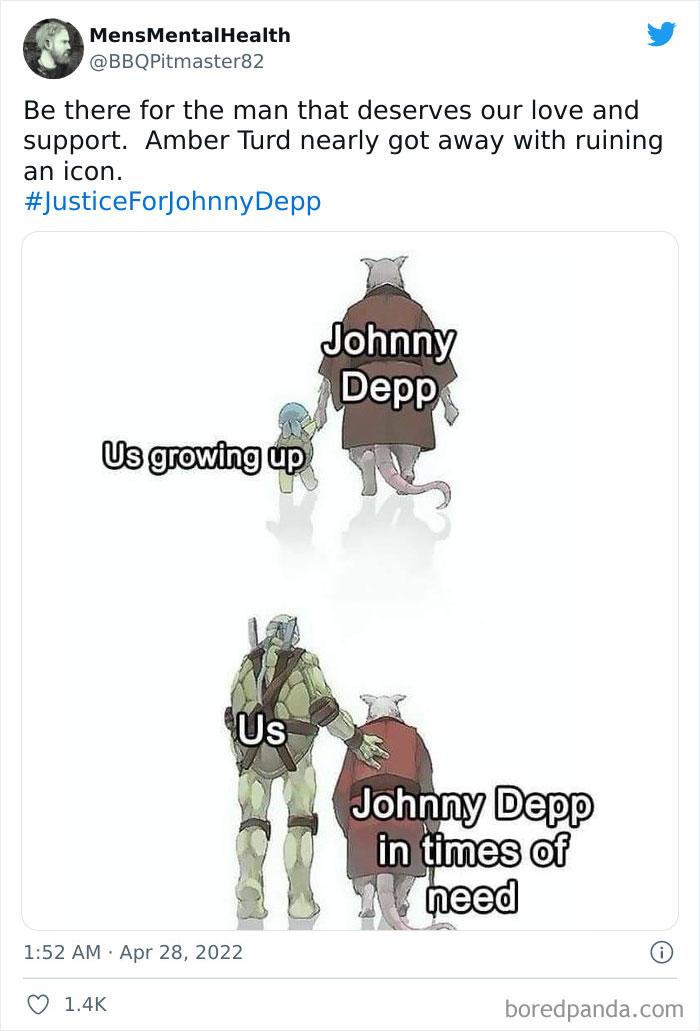 MensMentalHealth
@BBQPitmaster82
Be there for the man that deserves our love and
support.  Amber Turd nearly got away with ruining
an icon.
#JusticeForJohnnyDepp
Johnny
Depp
Us growing up
Us
Johnny Depp
in times of
need
1:52 AM · Apr 28, 2022
1.4K
boredpanda.com